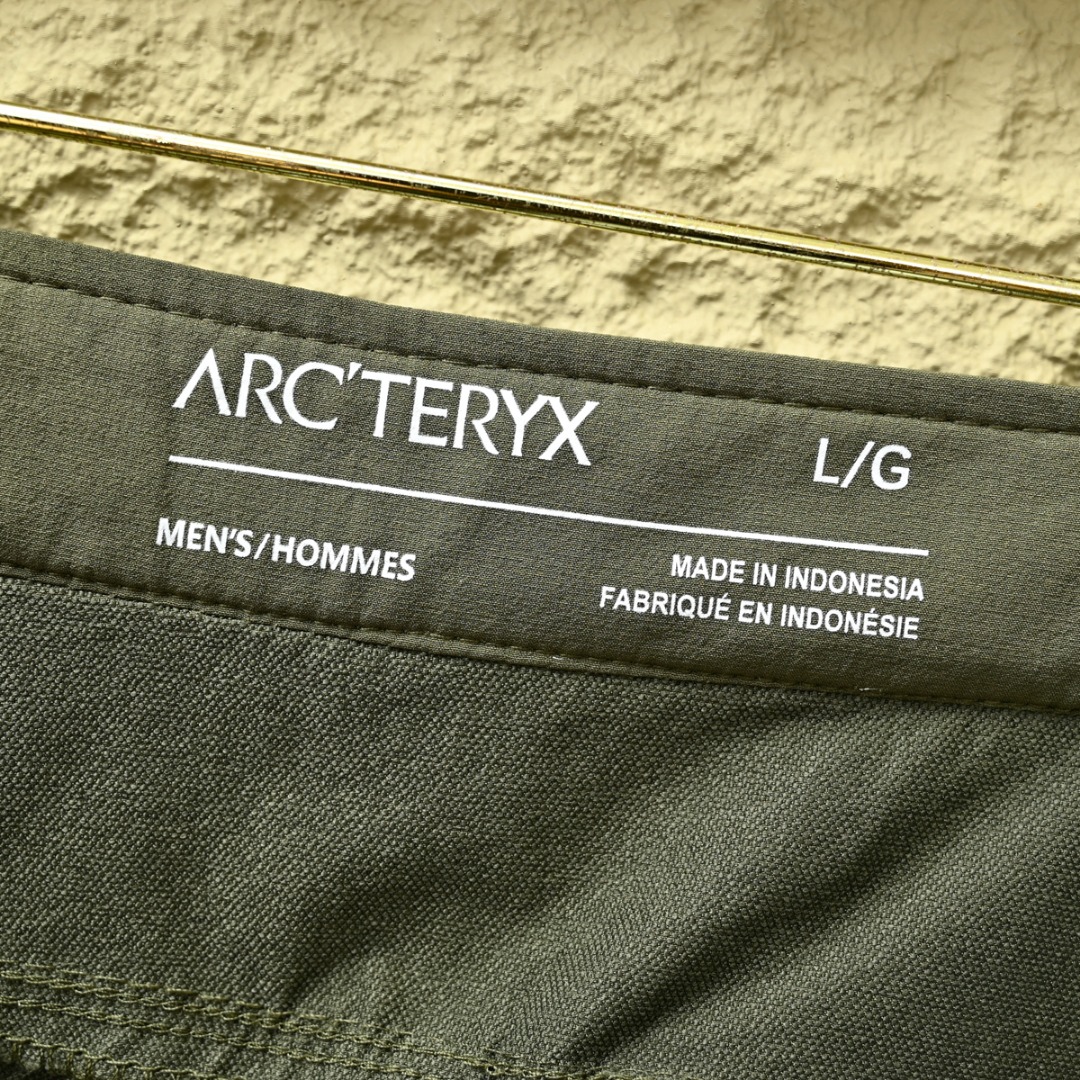 ARC'TERYX L/G
MEN'S/HOMMES
MADE IN INDONESIA
FABRIQUÉ EN INDONÉSIE